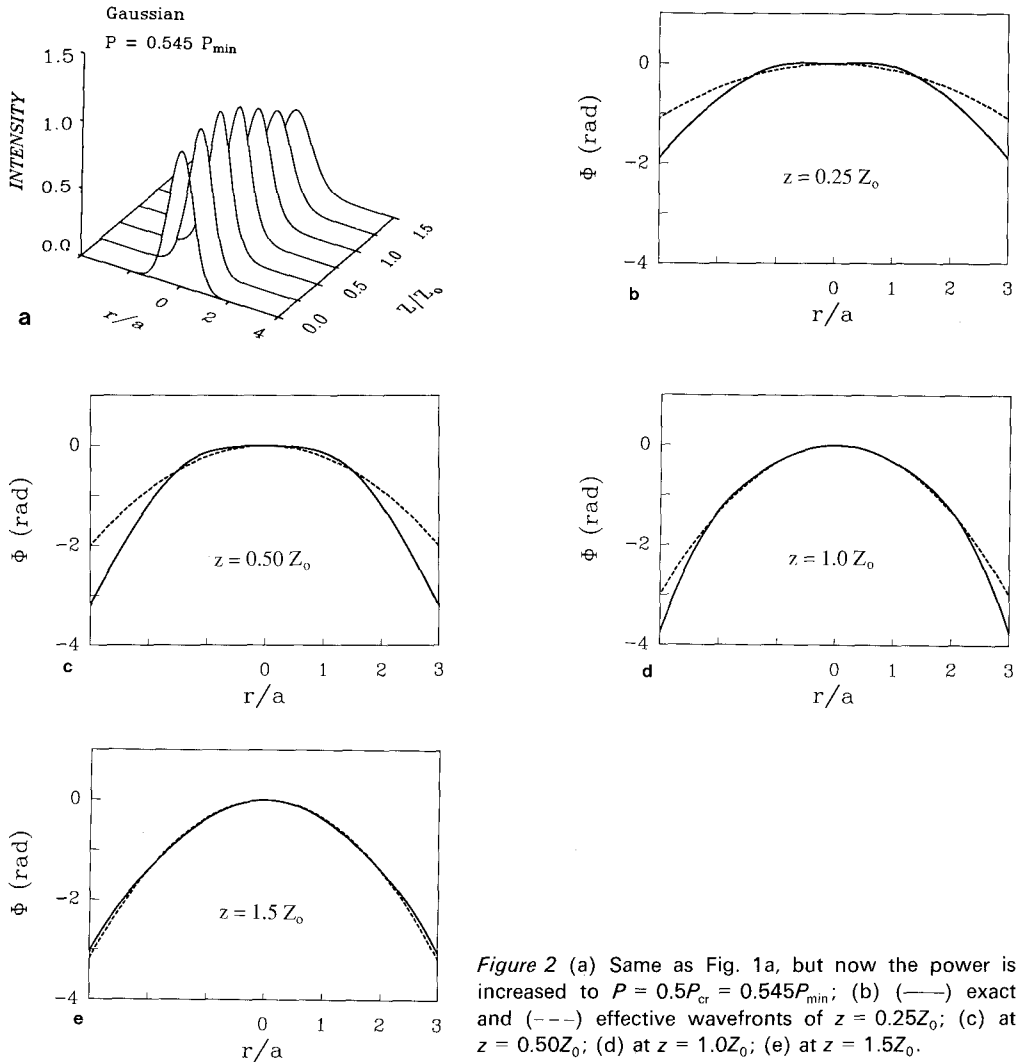 Gaussian
P = 0.545 P_min
1.5
1.0
0.5
0.0
INTENSITY
0
2
4
r/a
0.0
0.5
1.0
1.5
Z/Z_o
a
0
-2
-4
Φ (rad)
z = 0.25 Z_o
0 1 2 3
r/a
b
0
-2
-4
Φ (rad)
z = 0.50 Z_o
0 1 2 3
r/a
c
0
-2
-4
Φ (rad)
z = 1.0 Z_o
0 1 2 3
r/a
d
0
-2
-4
Φ (rad)
z = 1.5 Z_o
0 1 2 3
r/a
e
Figure 2 (a) Same as Fig. 1a, but now the power is
increased to P = 0.5P_cr = 0.545P_min; (b) (——) exact
and (---) effective wavefronts of z = 0.25Z_0; (c) at
z = 0.50Z_0; (d) at z = 1.0Z_0; (e) at z = 1.5Z_0.